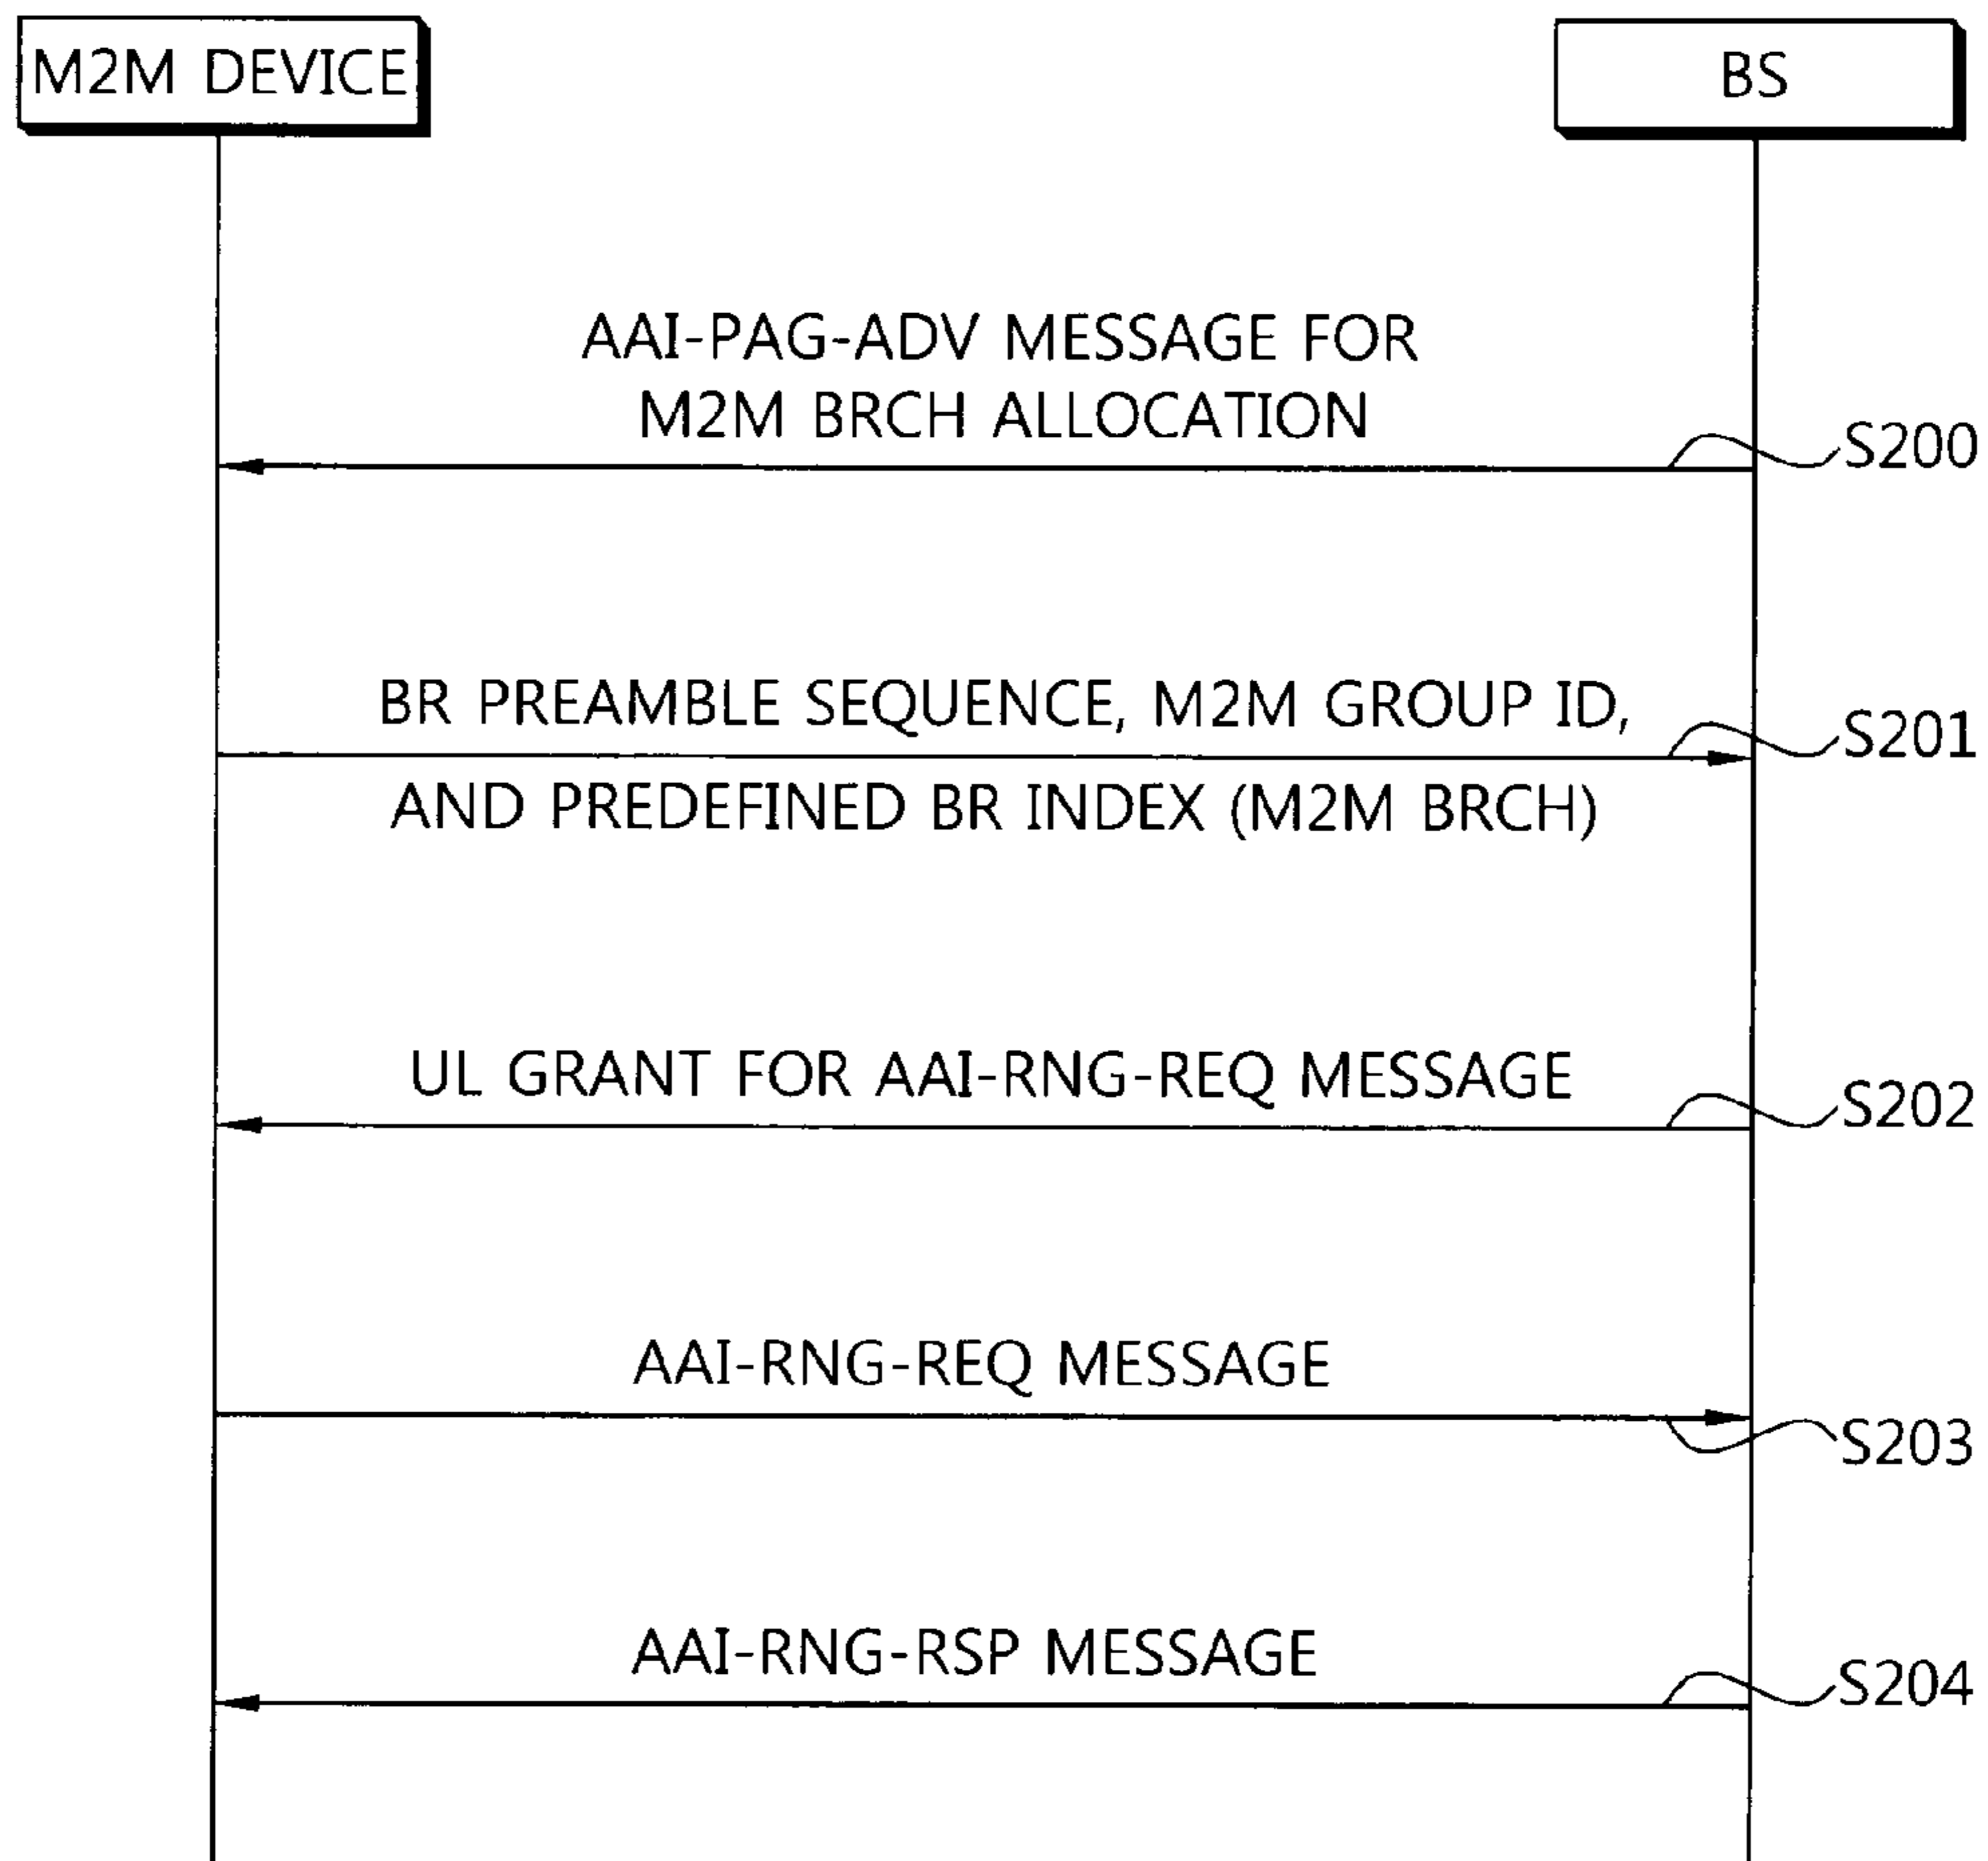 M2M DEVICE
BS
AAI-PAG-ADV MESSAGE FOR
M2M BRCH ALLOCATION
S200
BR PREAMBLE SEQUENCE, M2M GROUP ID,
S201
AND PREDEFINED BR INDEX (M2M BRCH)
UL GRANT FOR AAI-RNG-REQ MESSAGE
S202
AAI-RNG-REQ MESSAGE
S203
AAI-RNG-RSP MESSAGE
S204